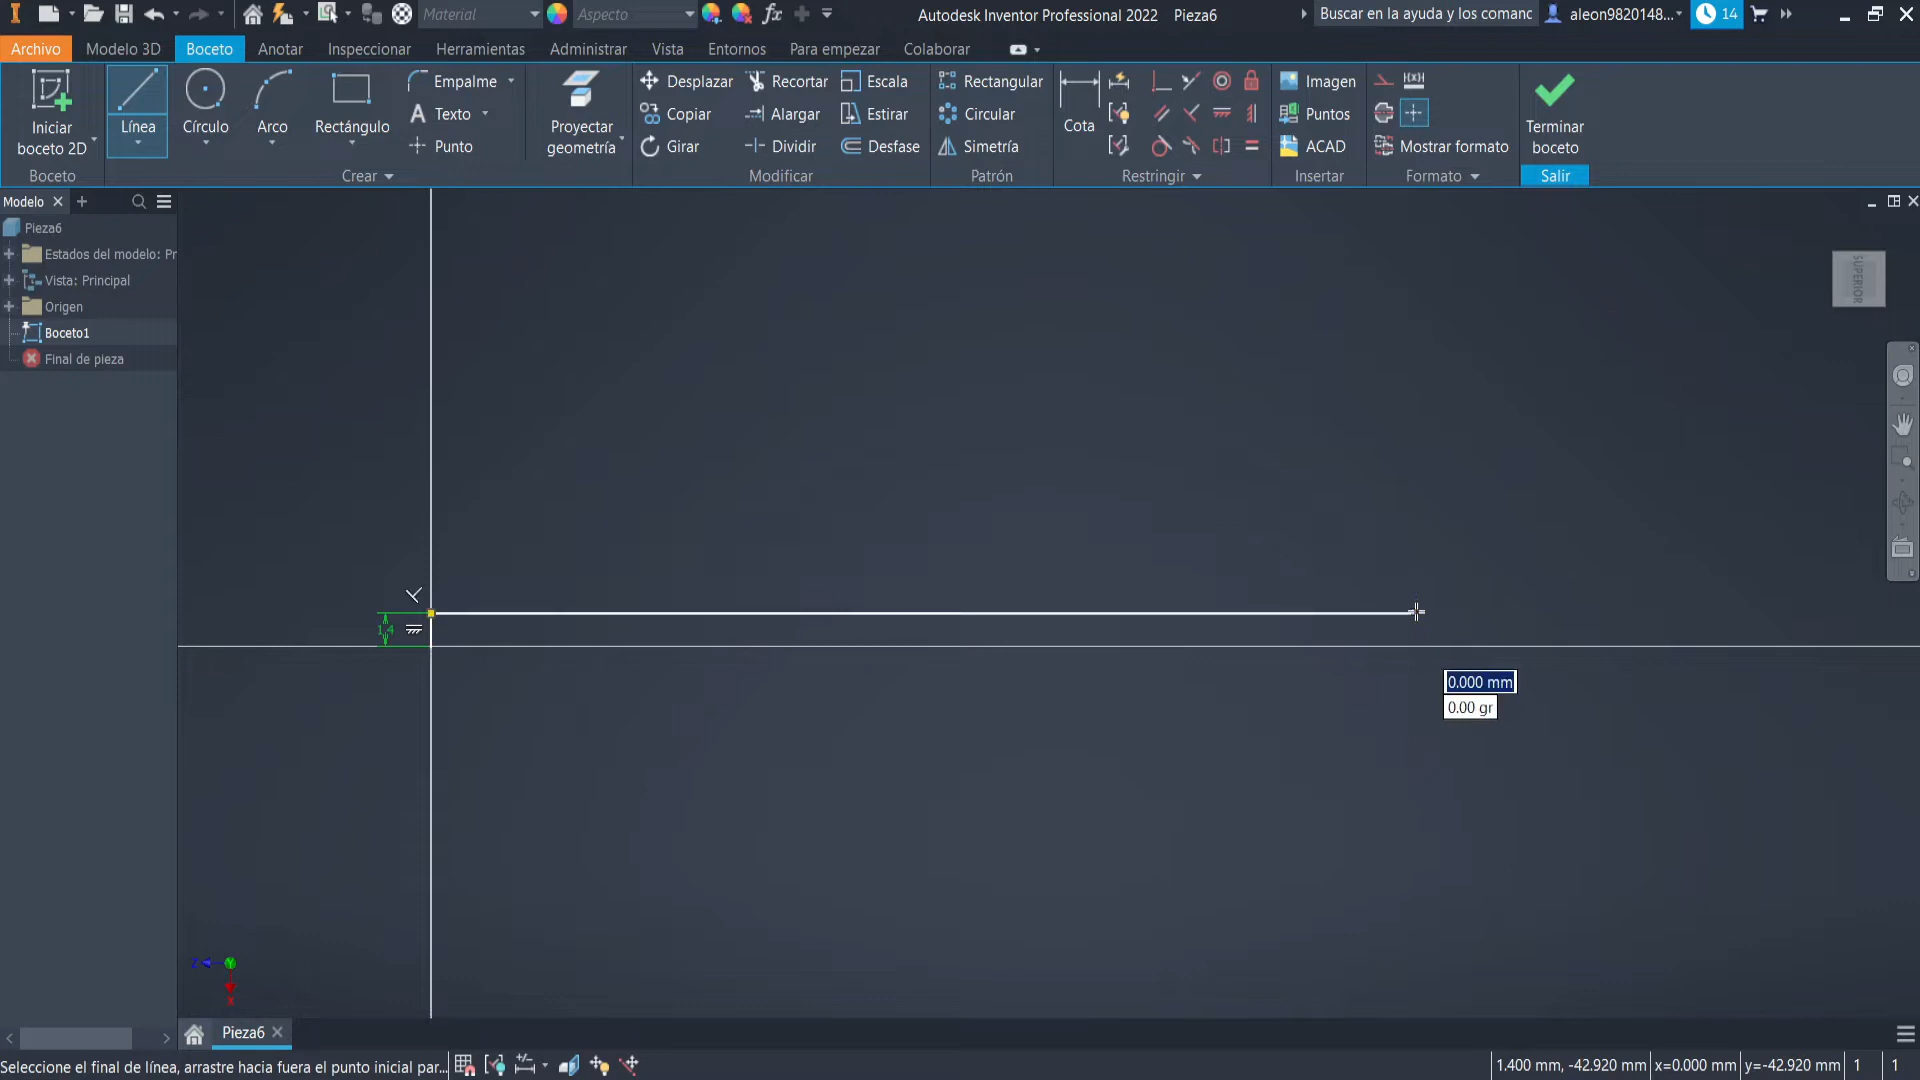 Material
Aspecto
fx
Autodesk Inventor Professional 2022 Pieza6
Buscar en la ayuda y los comanc
aleon9820148...
14
Archivo
Modelo 3D
Boceto
Anotar
Inspeccionar
Herramientas
Administrar
Vista
Entornos
Para empezar
Colaborar
Iniciar
boceto 2D
Línea
Círculo
Arco
Rectángulo
Empalme
A Texto
Punto
Proyectar
geometría
Desplazar
Copiar
Girar
Recortar
Alargar
Dividir
Escala
Estirar
Desfase
Rectangular
Circular
Simetría
Cota
Imagen
Puntos
ACAD
Mostrar formato
Terminar
boceto
Boceto
Crear
Modificar
Patrón
Restringir
Insertar
Formato
Salir
Modelo
Pieza6
Estados del modelo: Pr
Vista: Principal
Origen
Boceto1
Final de pieza
SUPERIOR
1,4
0.000 mm
0.00 gr
Z
Y
X
Pieza6
Seleccione el final de línea, arrastre hacia fuera el punto inicial par...
1.400 mm, -42.920 mm
x=0.000 mm
y=-42.920 mm
1
1